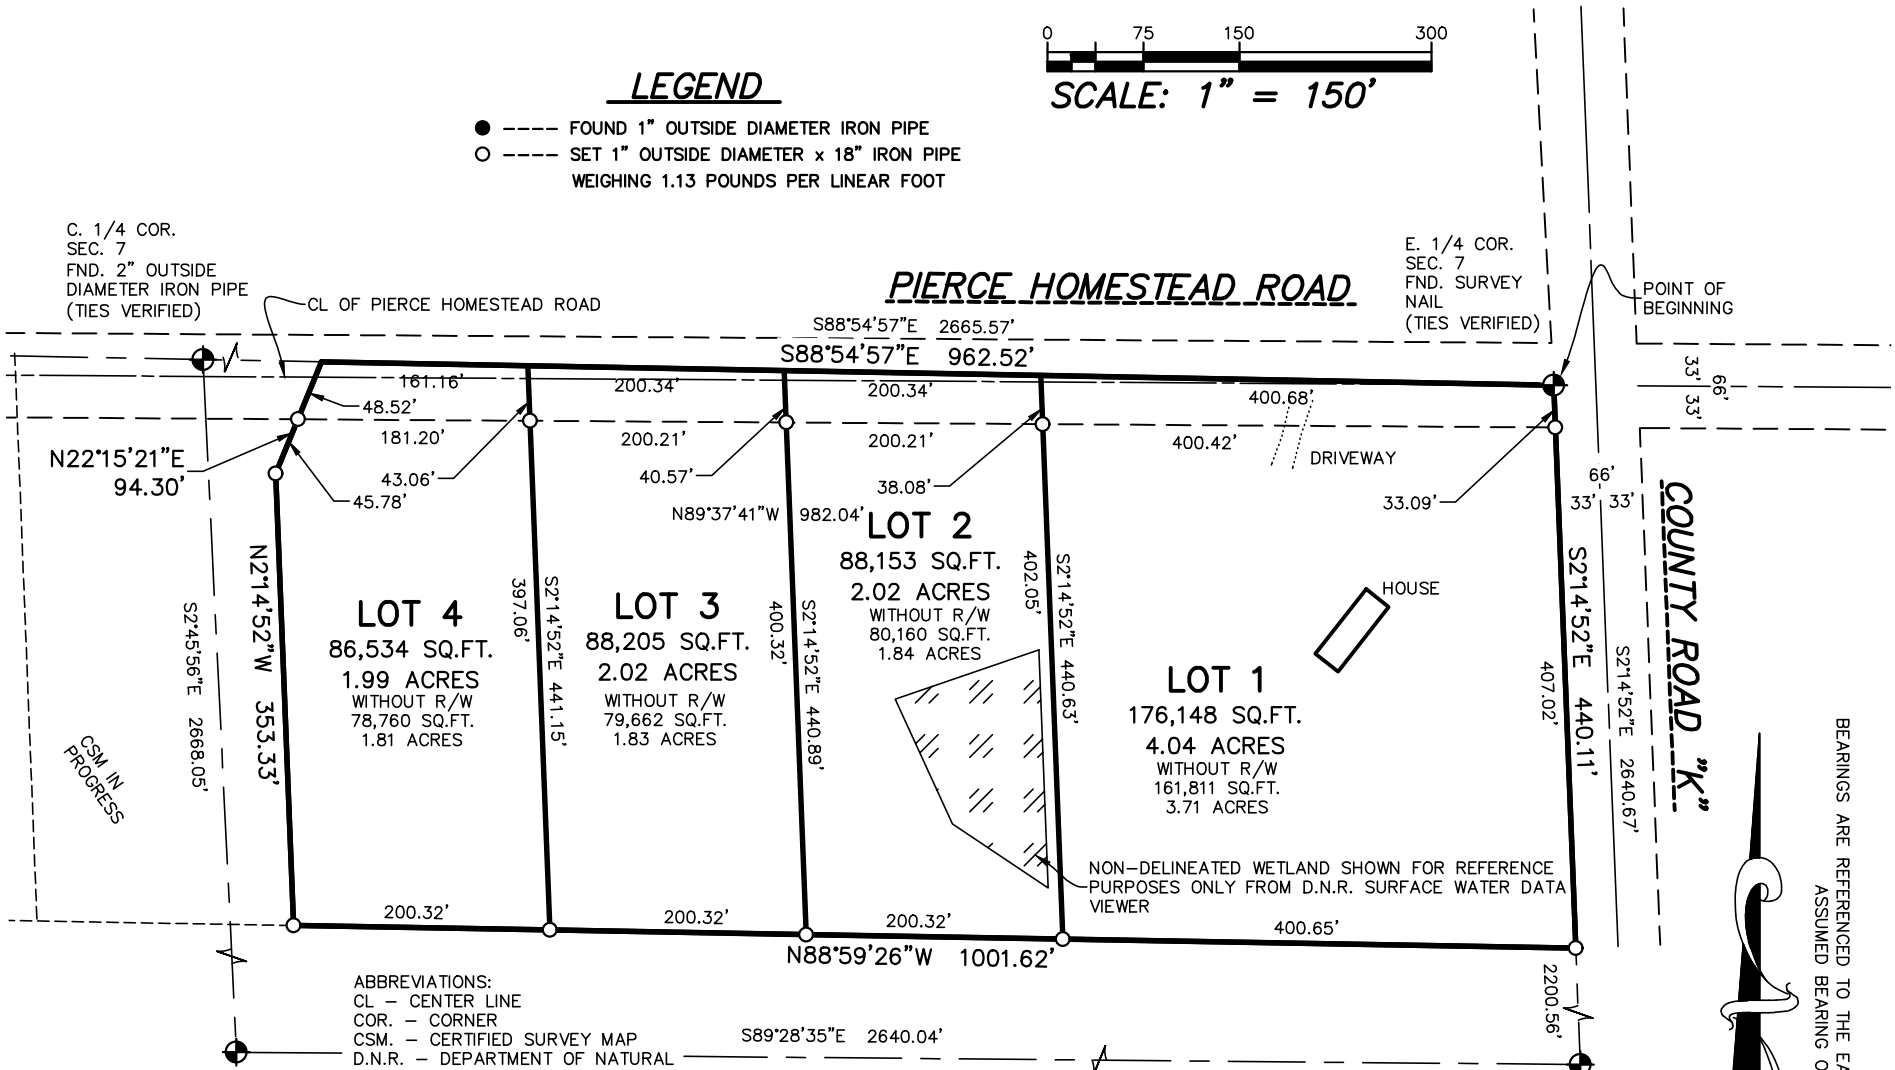 0 75 150 300
SCALE: 1" = 150'
LEGEND
FOUND 1" OUTSIDE DIAMETER IRON PIPE
SET 1" OUTSIDE DIAMETER x 18" IRON PIPE
WEIGHING 1.13 POUNDS PER LINEAR FOOT
C. 1/4 COR.
SEC. 7
FND. 2" OUTSIDE
DIAMETER IRON PIPE
(TIES VERIFIED)
CL OF PIERCE HOMESTEAD ROAD
PIERCE HOMESTEAD ROAD
E. 1/4 COR.
SEC. 7
FND. SURVEY
NAIL
(TIES VERIFIED)
POINT OF
BEGINNING
S88°54'57"E 2665.57'
S88°54'57"E 962.52'
161.16'
200.34'
200.34'
400.68'
33' 33'
66'
48.52'
181.20'
200.21'
200.21'
400.42'
DRIVEWAY
N22°15'21"E
94.30'
43.06'
40.57'
38.08'
33.09'
45.78'
66'
33' 33'
N89°37'41"W 982.04'
LOT 2
88,153 SQ.FT.
2.02 ACRES
WITHOUT R/W
80,160 SQ.FT.
1.84 ACRES
LOT 4
86,534 SQ.FT.
1.99 ACRES
WITHOUT R/W
78,760 SQ.FT.
1.81 ACRES
LOT 3
88,205 SQ.FT.
2.02 ACRES
WITHOUT R/W
79,662 SQ.FT.
1.83 ACRES
LOT 1
176,148 SQ.FT.
4.04 ACRES
WITHOUT R/W
161,811 SQ.FT.
3.71 ACRES
HOUSE
S2°45'56"E 2668.05'
N2°14'52"W 353.33'
397.06'
S2°14'52"E 441.15'
400.32'
S2°14'52"E 440.89'
402.05'
S2°14'52"E 440.63'
407.02'
S2°14'52"E 440.11'
S2°14'52"E 2640.67'
COUNTY ROAD "K"
CSM IN
PROGRESS
NON-DELINEATED WETLAND SHOWN FOR REFERENCE
PURPOSES ONLY FROM D.N.R. SURFACE WATER DATA
VIEWER
200.32'
200.32'
200.32'
400.65'
N88°59'26"W 1001.62'
2200.56'
ABBREVIATIONS:
CL – CENTER LINE
COR. – CORNER
CSM. – CERTIFIED SURVEY MAP
D.N.R. – DEPARTMENT OF NATURAL
S89°28'35"E 2640.04'
BEARINGS ARE REFERENCED TO THE EA
ASSUMED BEARING O